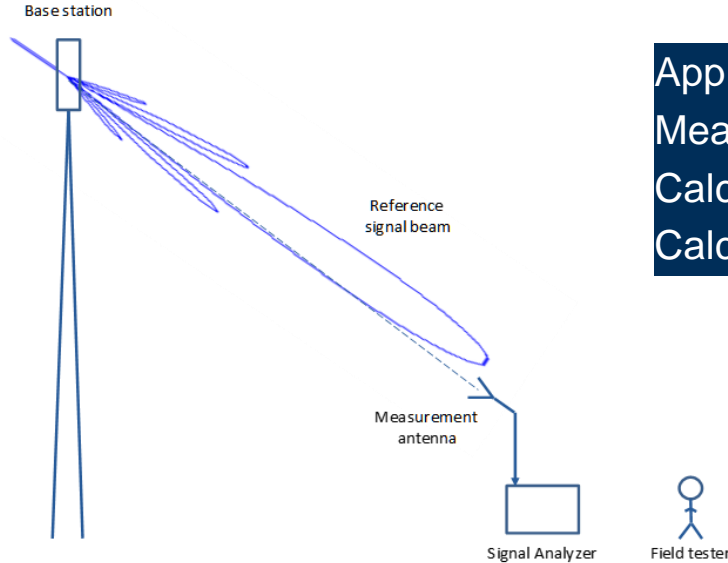 Base station
App
Mea
Calc
Calc
Reference
signal beam
Measurement
antenna
Signal Analyzer
Field tester